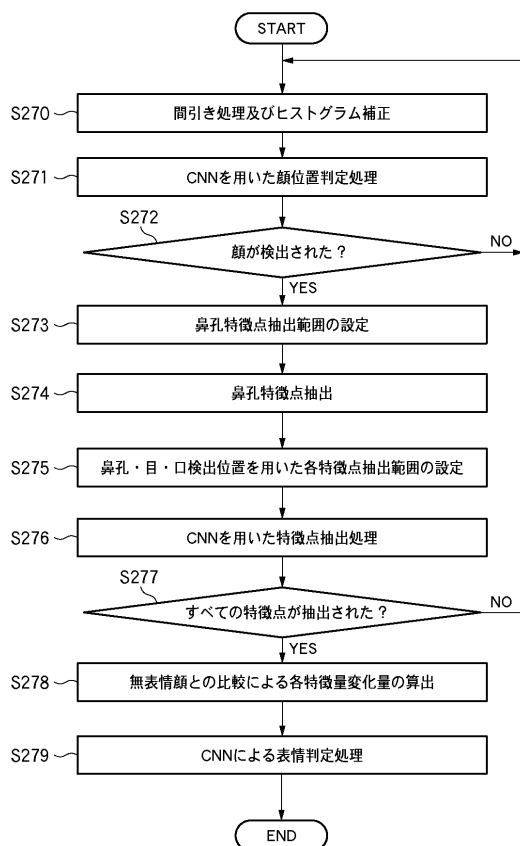 START
S270
間引き処理及びヒストグラム補正
S271
CNNを用いた顔位置判定処理
S272
顔が検出された？
NO
YES
S273
鼻孔特徴点抽出範囲の設定
S274
鼻孔特徴点抽出
S275
鼻孔・目・口検出位置を用いた各特徴点抽出範囲の設定
S276
CNNを用いた特徴点抽出処理
S277
すべての特徴点が抽出された？
NO
YES
S278
無表情顔との比較による各特徴量変化量の算出
S279
CNNによる表情判定処理
END